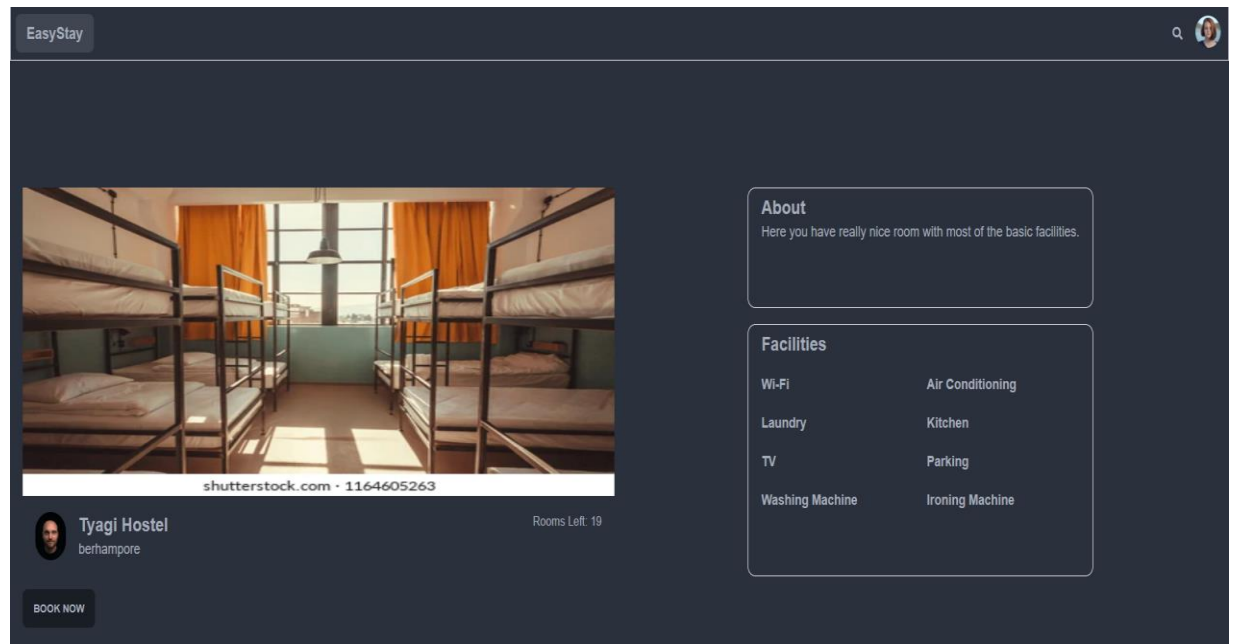 EasyStay
shutterstock.com · 1164605263
Tyagi Hostel
berhampore
Rooms Left: 19
BOOK NOW
About
Here you have really nice room with most of the basic facilities.
Facilities
Wi-Fi
Air Conditioning
Laundry
Kitchen
TV
Parking
Washing Machine
Ironing Machine